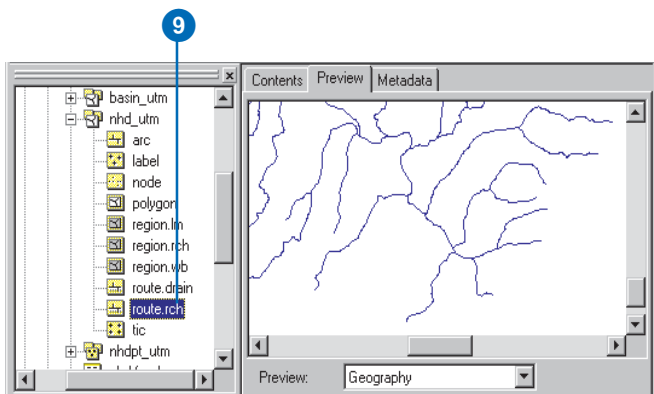 9
Contents Preview Metadata
basin_utm
nhd_utm
arc
label
node
polygon
region.lm
region.rch
region.wb
route.drain
route.rch
tic
nhdpt_utm
Preview: Geography